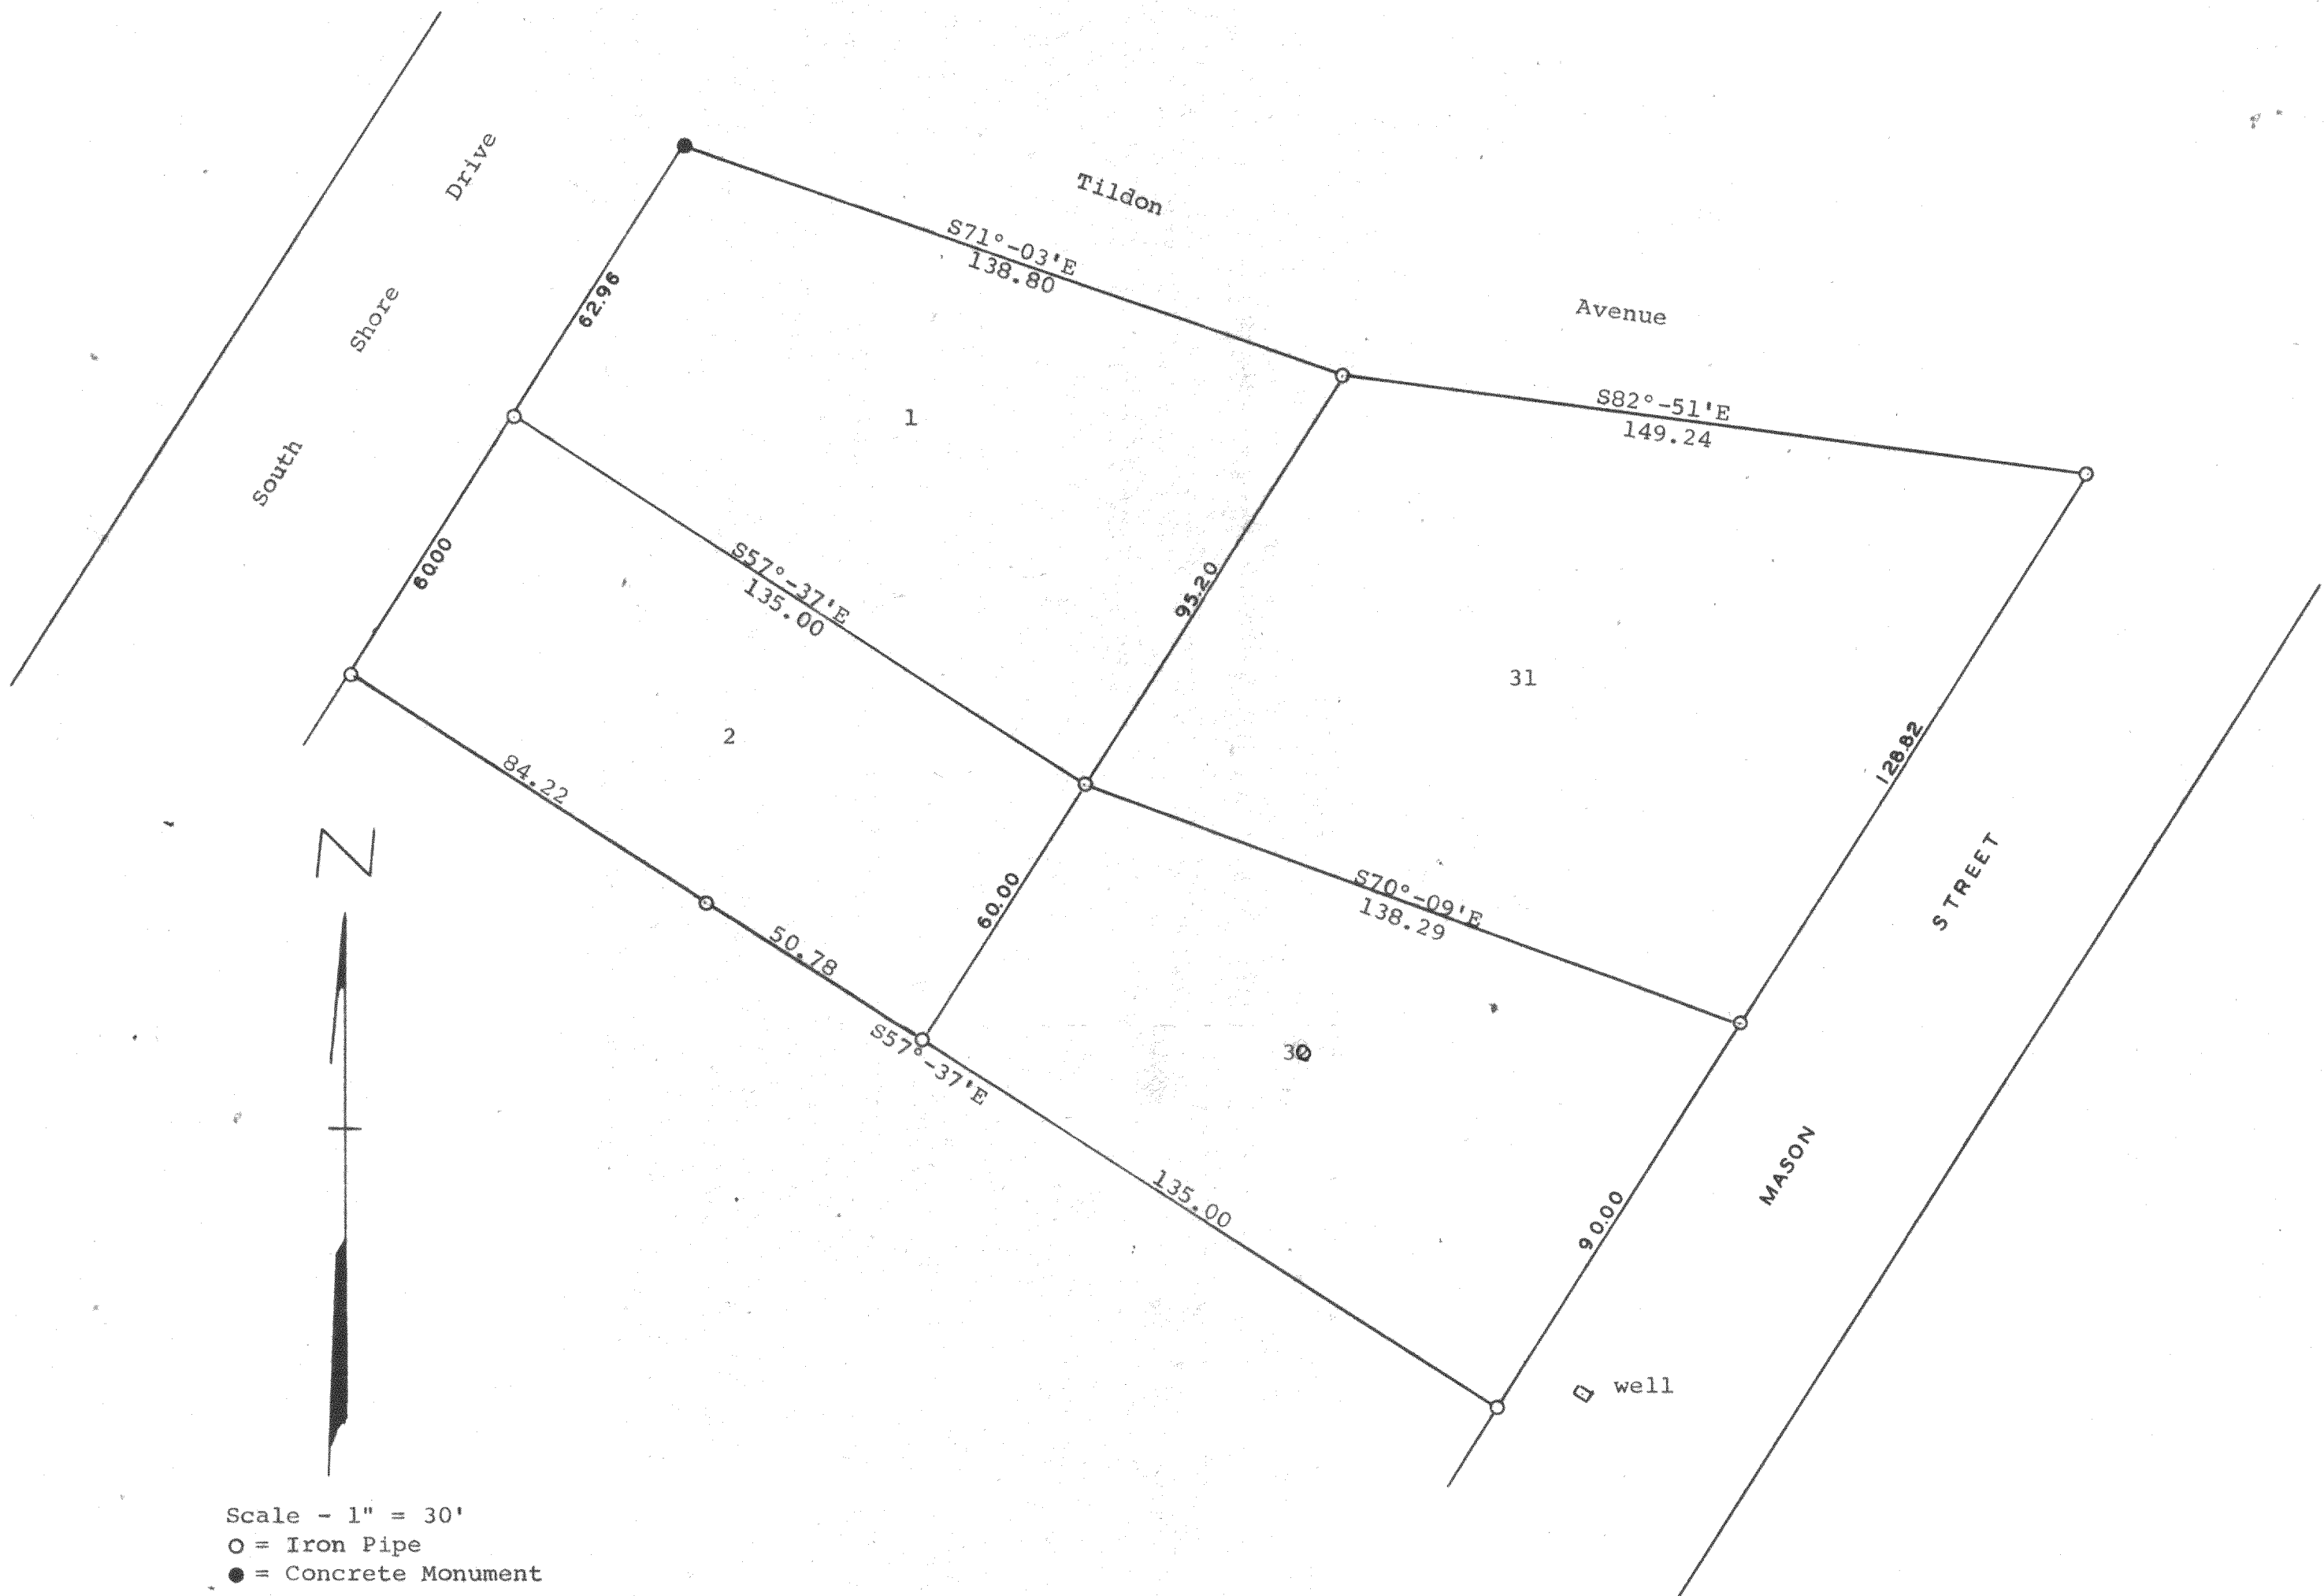 Drive
Shore
South
Tildon
Avenue
S71°-03'E
138.80
S82°-51'E
149.24
62.96
1
60.00
S57°-37'E
135.00
95.20
31
128.82
2
84.22
50.78
60.00
S70°-09'E
138.29
STREET
MASON
S57°-37'E
30
135.00
90.00
well
N
Scale - 1" = 30'
O = Iron Pipe
● = Concrete Monument